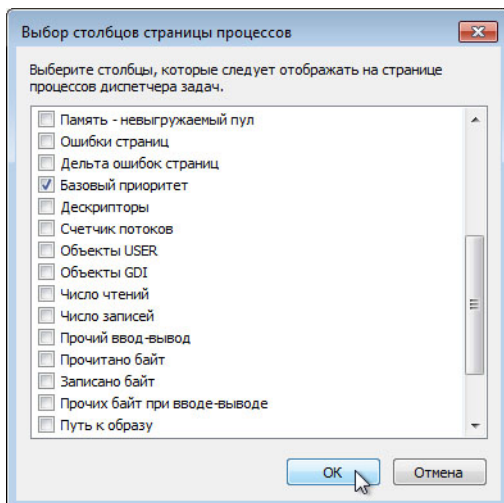 Выбор столбцов страницы процессов
Выберите столбцы, которые следует отображать на странице
процессов диспетчера задач.
Память - невыгружаемый пул
Ошибки страниц
Дельта ошибок страниц
Базовый приоритет
Дескрипторы
Счетчик потоков
Объекты USER
Объекты GDI
Число чтений
Число записей
Прочий ввод-вывод
Прочитано байт
Записано байт
Прочих байт при вводе-выводе
Путь к образу
ОК
Отмена